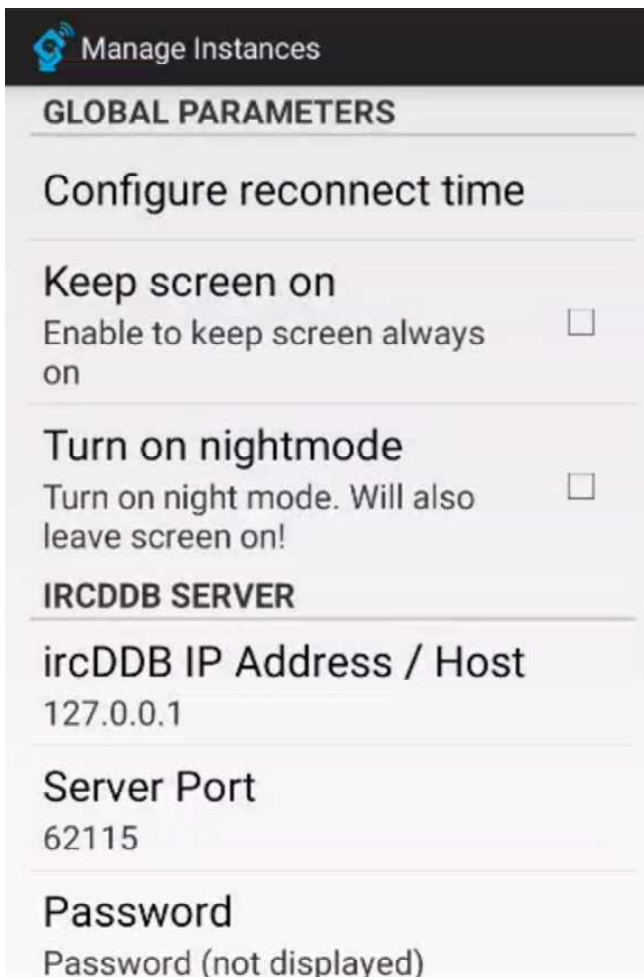 Manage Instances
GLOBAL PARAMETERS
Configure reconnect time
Keep screen on
Enable to keep screen always
on
Turn on nightmode
Turn on night mode. Will also
leave screen on!
IRCDDB SERVER
ircDDB IP Address / Host
127.0.0.1
Server Port
62115
Password
Password (not displayed)